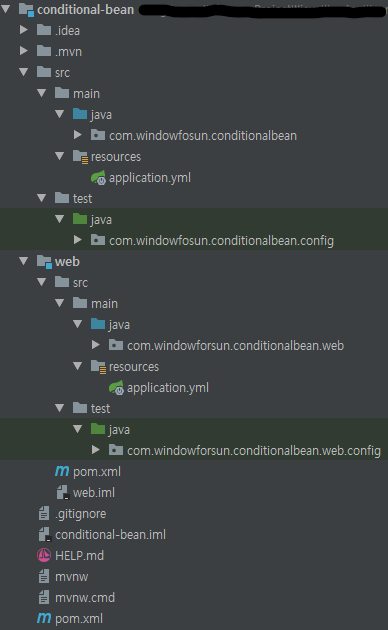 conditional-bean
.idea
.mvn
src
main
java
com.windowfosun.conditionalbean
resources
application.yml
test
java
com.windowfosun.conditionalbean.config
web
src
main
java
com.windowforsun.conditionalbean.web
resources
application.yml
test
java
com.windowforsun.conditionalbean.web.config
pom.xml
web.iml
.gitignore
conditional-bean.iml
HELP.md
mvnw
mvnw.cmd
pom.xml